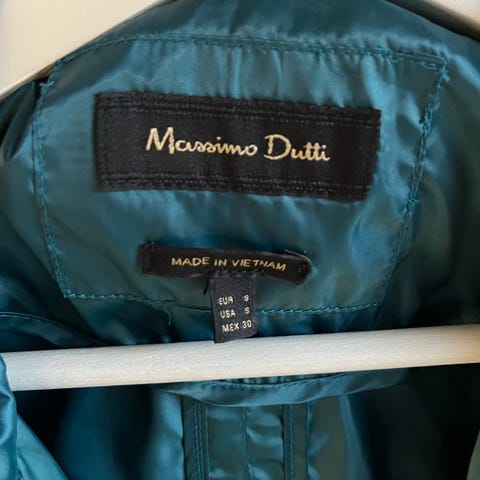 Massimo Dutti
MADE IN VIETNAM
EUR S
USA S
MEX 30